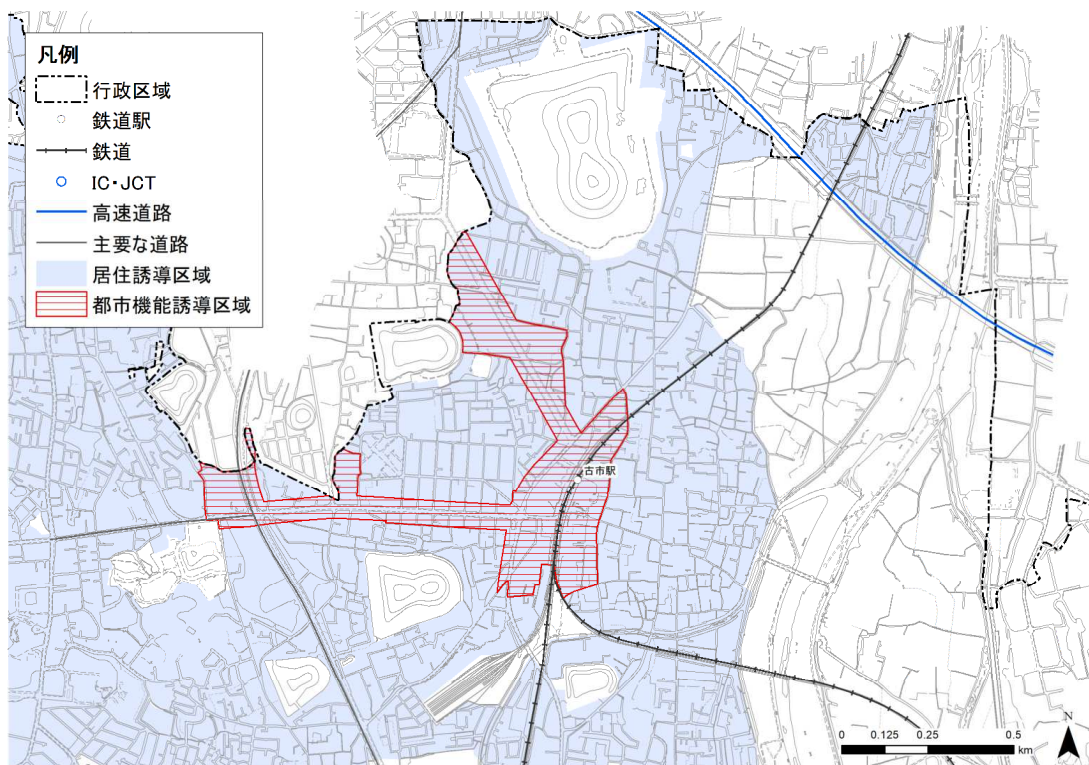 凡例
行政区域
鉄道駅
鉄道
IC・JCT
高速道路
主要な道路
居住誘導区域
都市機能誘導区域
古市駅
N
0 0.125 0.25 0.5
km